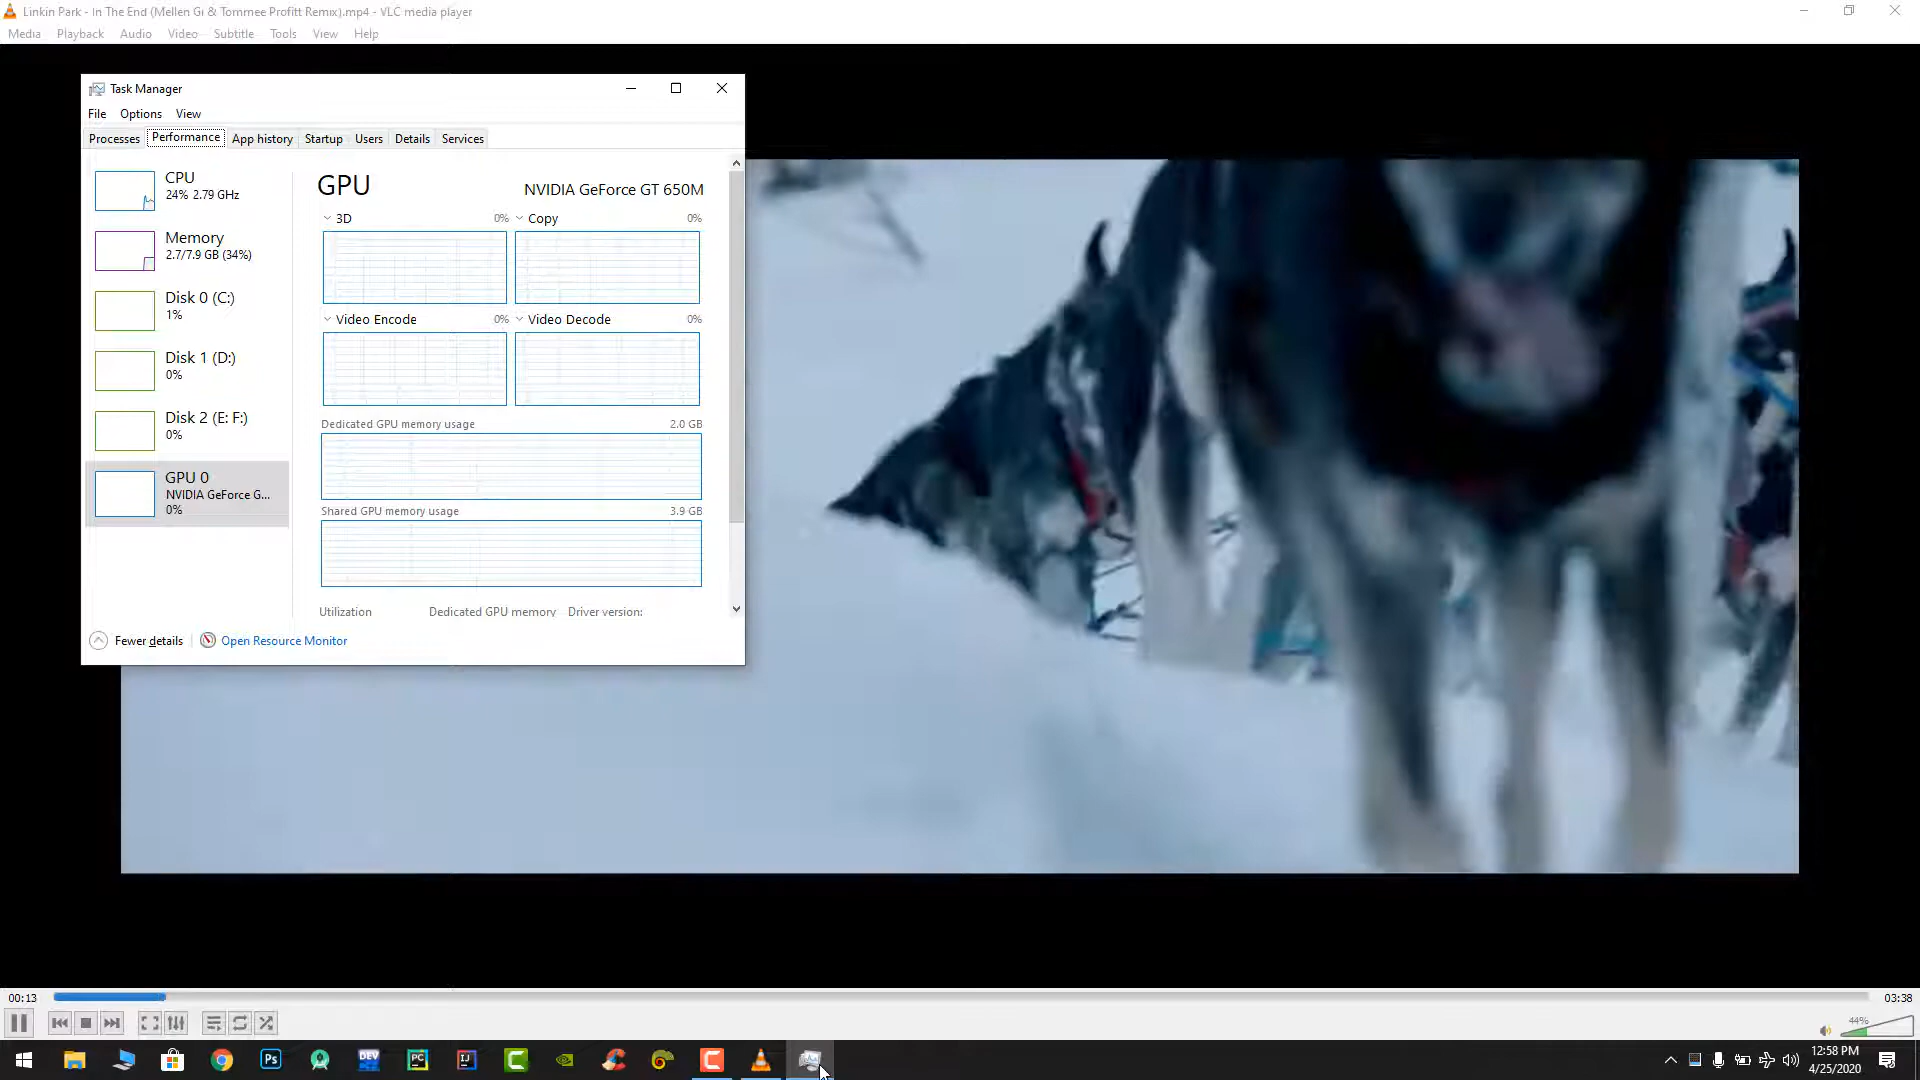 Linkin Park - In The End (Mellen Gi & Tommee Profitt Remix).mp4 - VLC media player
Media Playback Audio Video Subtitle Tools View Help
Task Manager
File Options View
Processes Performance App history Startup Users Details Services
CPU
24% 2.79 GHz
Memory
2.7/7.9 GB (34%)
Disk 0 (C:)
1%
Disk 1 (D:)
0%
Disk 2 (E: F:)
0%
GPU 0
NVIDIA GeForce G...
0%
GPU NVIDIA GeForce GT 650M
3D 0% Copy 0%
Video Encode 0% Video Decode 0%
Dedicated GPU memory usage 2.0 GB
Shared GPU memory usage 3.9 GB
Utilization Dedicated GPU memory Driver version:
Fewer details Open Resource Monitor
00:13 03:38
44%
Ps DEV PC IJ C C
12:58 PM
4/25/2020